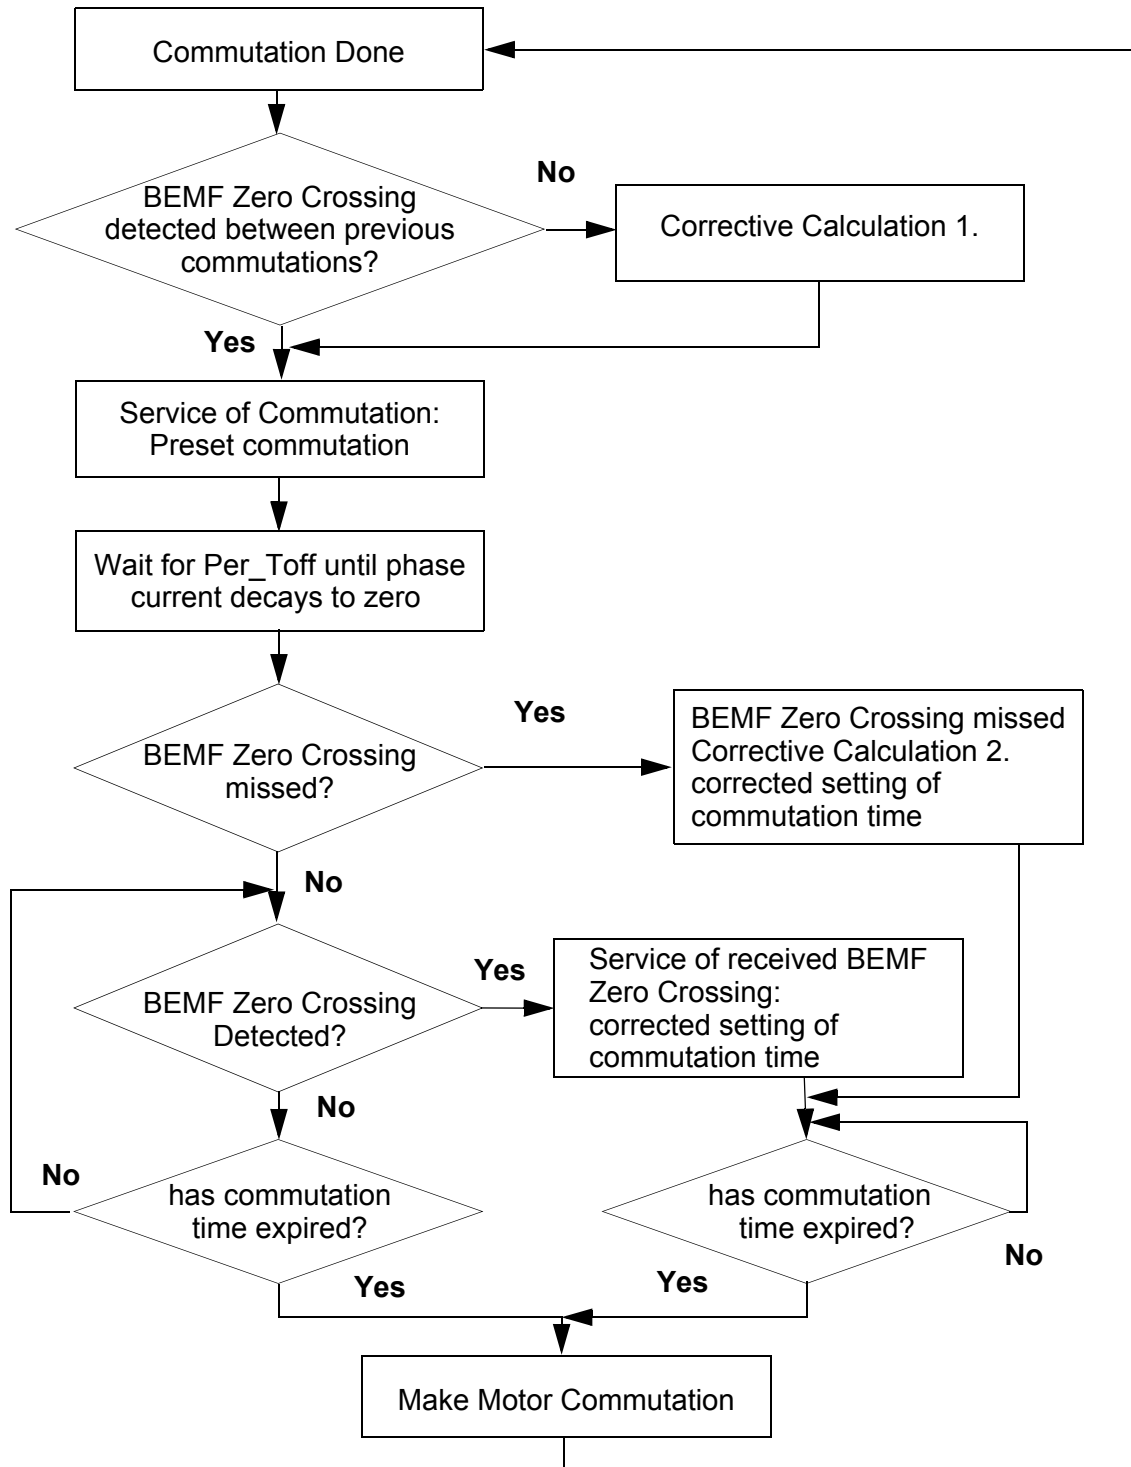 Commutation Done
BEMF Zero Crossing
detected between previous
commutations?
No
Corrective Calculation 1.
Yes
Service of Commutation:
Preset commutation
Wait for Per_Toff until phase
current decays to zero
BEMF Zero Crossing
missed?
Yes
BEMF Zero Crossing missed
Corrective Calculation 2.
corrected setting of
commutation time
No
BEMF Zero Crossing
Detected?
Yes
Service of received BEMF
Zero Crossing:
corrected setting of
commutation time
No
has commutation
time expired?
No
Yes
has commutation
time expired?
No
Yes
Make Motor Commutation